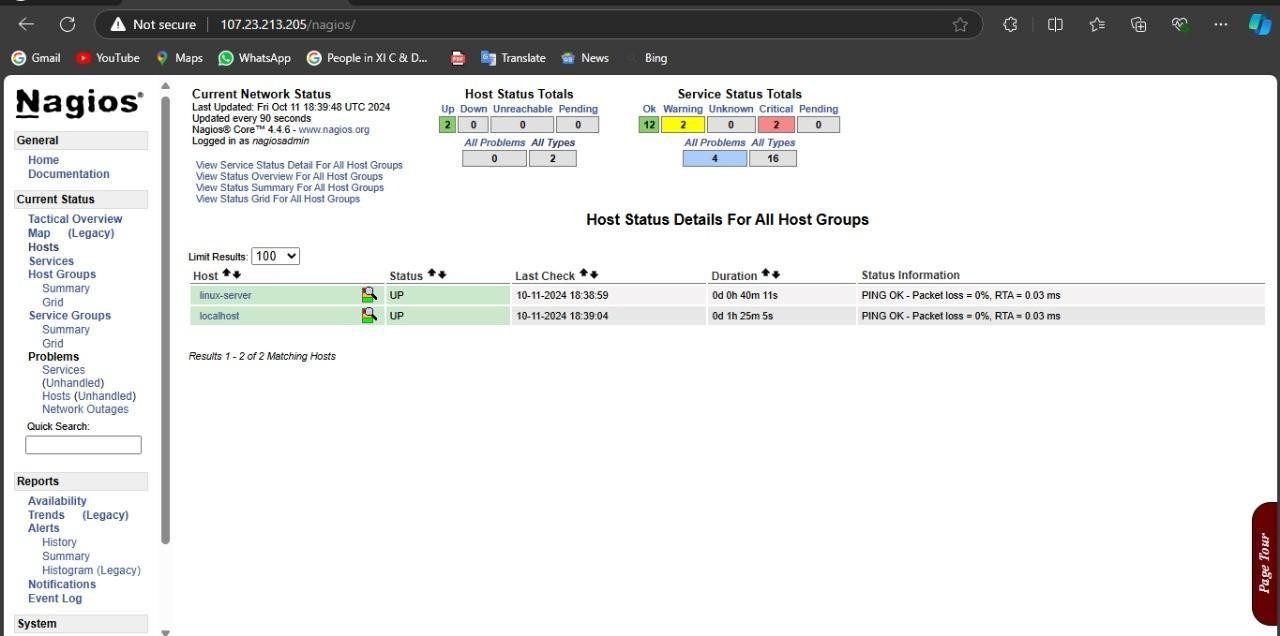 Not secure 107.23.213.205/nagios/
Gmail YouTube Maps WhatsApp People in XI C & D... PDF Translate News Bing
Nagios®
General
Home
Documentation
Current Status
Tactical Overview
Map (Legacy)
Hosts
Services
Host Groups
Summary
Grid
Service Groups
Summary
Grid
Problems
Services
(Unhandled)
Hosts (Unhandled)
Network Outages
Quick Search:
Reports
Availability
Trends (Legacy)
Alerts
History
Summary
Histogram (Legacy)
Notifications
Event Log
System
Current Network Status
Last Updated: Fri Oct 11 18:39:48 UTC 2024
Updated every 90 seconds
Nagios® Core™ 4.4.6 - www.nagios.org
Logged in as nagiosadmin
View Service Status Detail For All Host Groups
View Status Overview For All Host Groups
View Status Summary For All Host Groups
View Status Grid For All Host Groups
Host Status Totals
Up Down Unreachable Pending
2 0 0 0
All Problems All Types
0 2
Service Status Totals
Ok Warning Unknown Critical Pending
12 2 0 2 0
All Problems All Types
4 16
Host Status Details For All Host Groups
Limit Results: 100
Host Status Last Check Duration Status Information
linux-server UP 10-11-2024 18:38:59 0d 0h 40m 11s PING OK - Packet loss = 0%, RTA = 0.03 ms
localhost UP 10-11-2024 18:39:04 0d 1h 25m 5s PING OK - Packet loss = 0%, RTA = 0.03 ms
Results 1 - 2 of 2 Matching Hosts
Page Tour